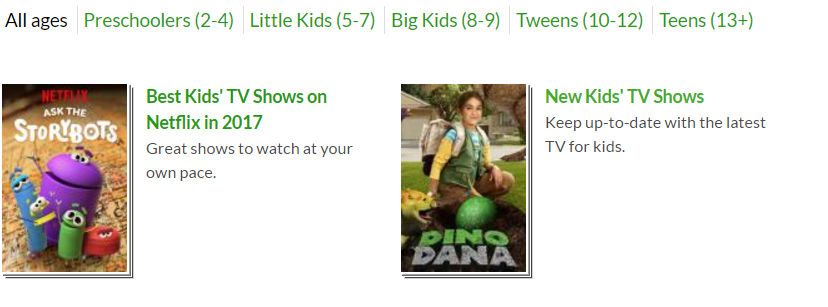 All ages Preschoolers (2-4) Little Kids (5-7) Big Kids (8-9) Tweens (10-12) Teens (13+)
NETFLIX
ASK THE
STORYBOTS
Best Kids' TV Shows on
Netflix in 2017
Great shows to watch at your
own pace.
DINO
DANA
New Kids' TV Shows
Keep up-to-date with the latest
TV for kids.